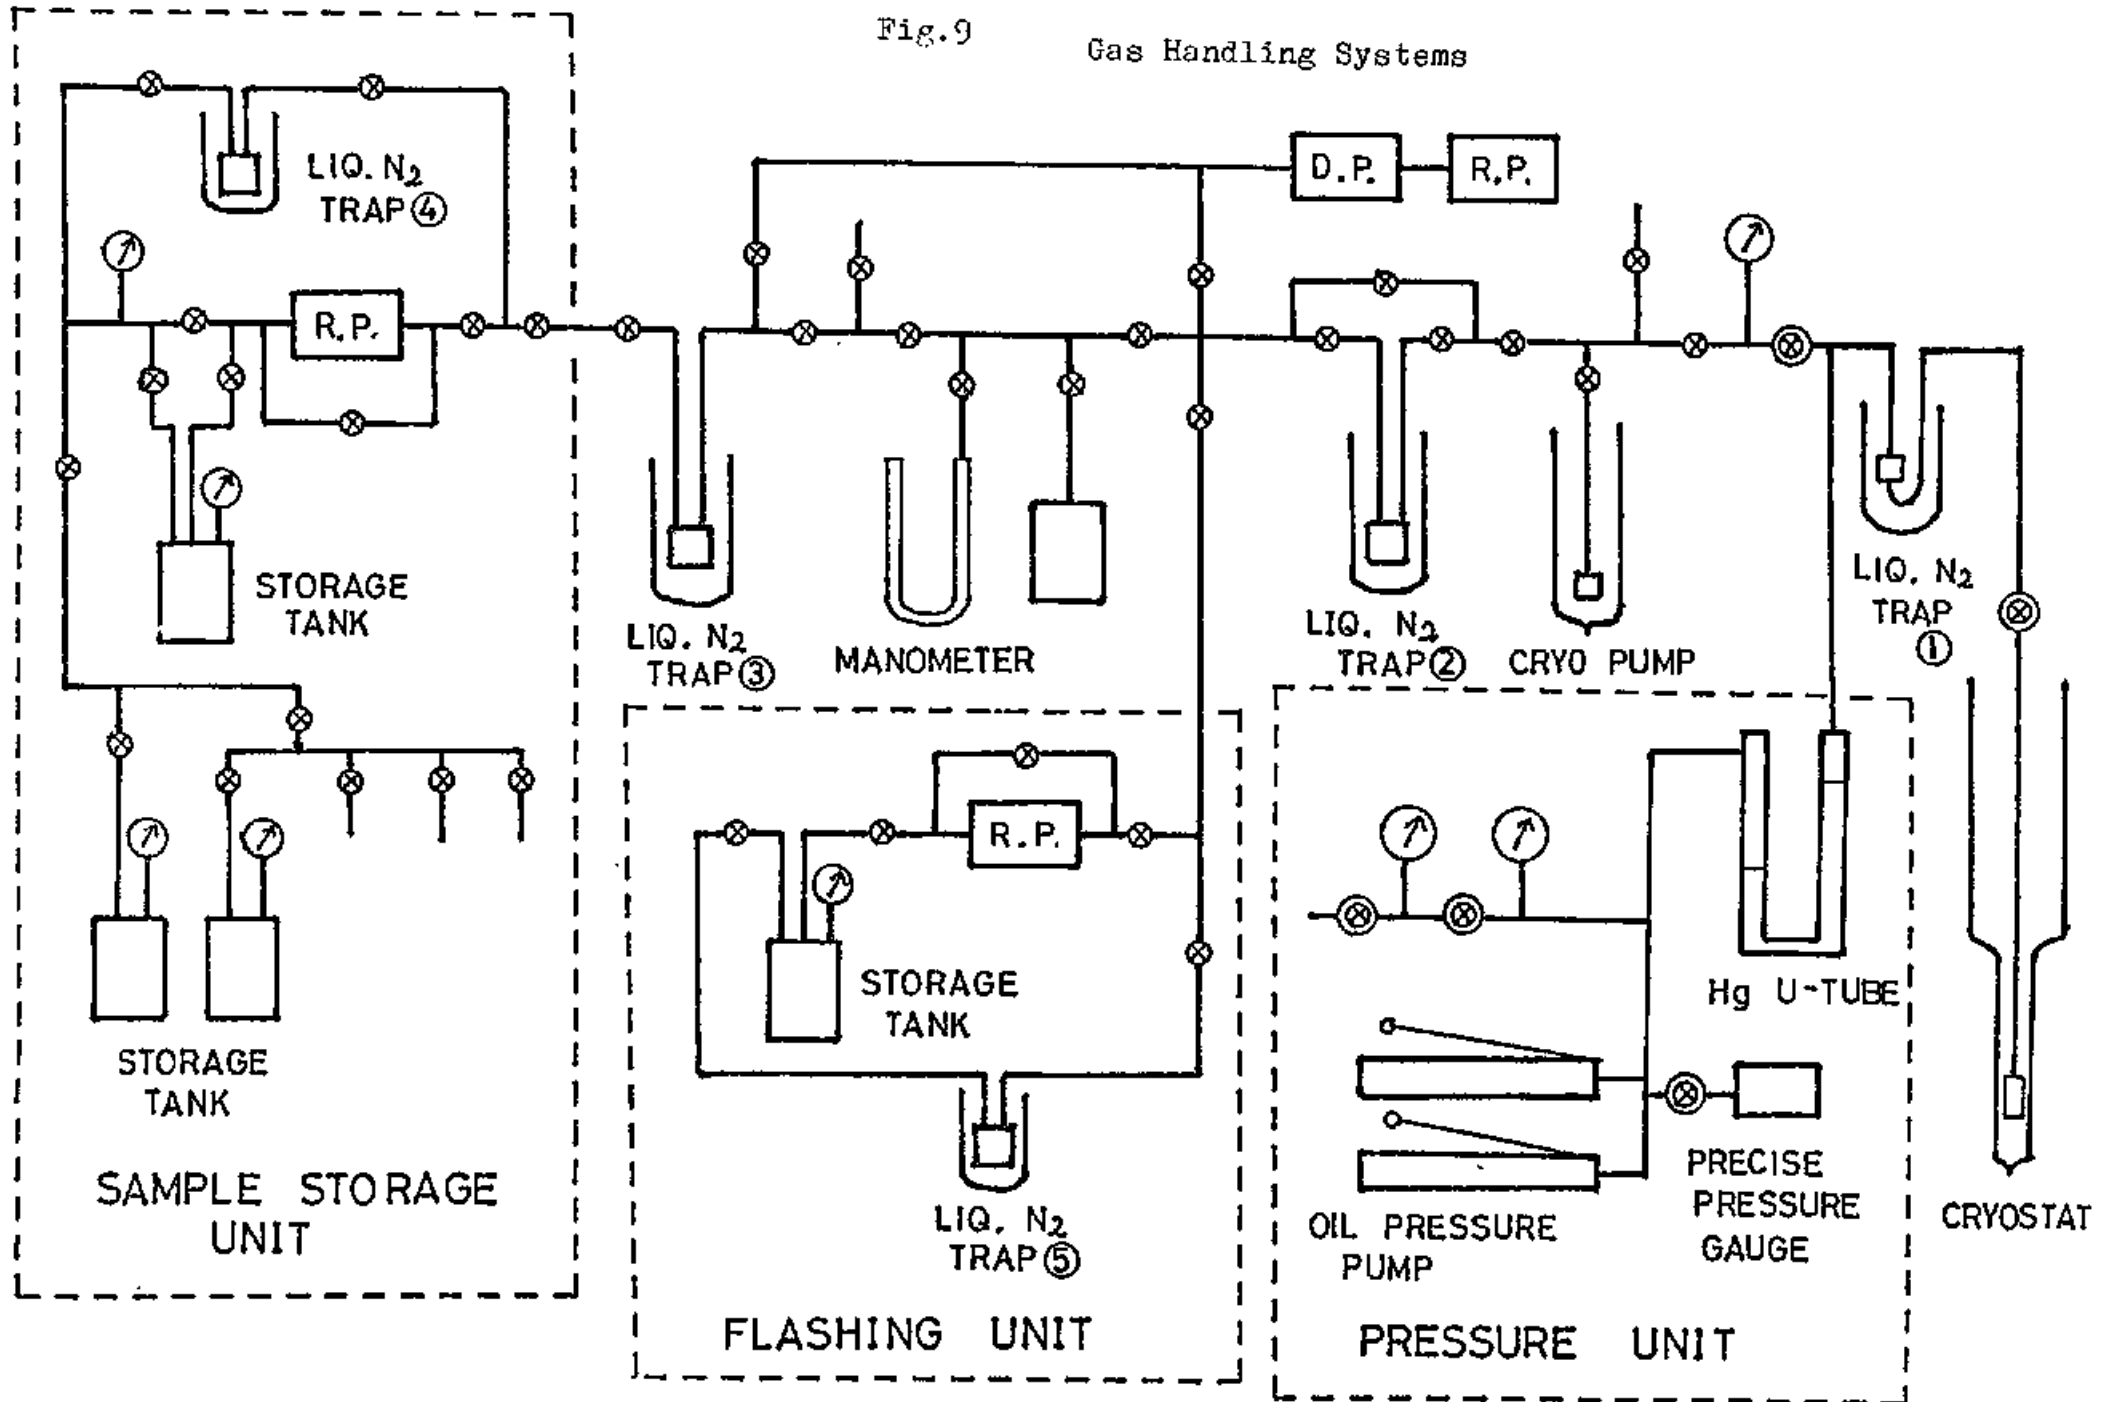 Fig.9
Gas Handling Systems
LIQ. N2
TRAP ④
D.P.
R.P.
R.P.
STORAGE
TANK
LIQ. N2
TRAP ③
MANOMETER
LIQ. N2
TRAP ②
CRYO PUMP
LIQ. N2
TRAP
①
R.P.
STORAGE
TANK
Hg U-TUBE
STORAGE
TANK
LIQ. N2
TRAP ⑤
OIL PRESSURE
PUMP
PRECISE
PRESSURE
GAUGE
CRYOSTAT
SAMPLE STORAGE
UNIT
FLASHING UNIT
PRESSURE UNIT